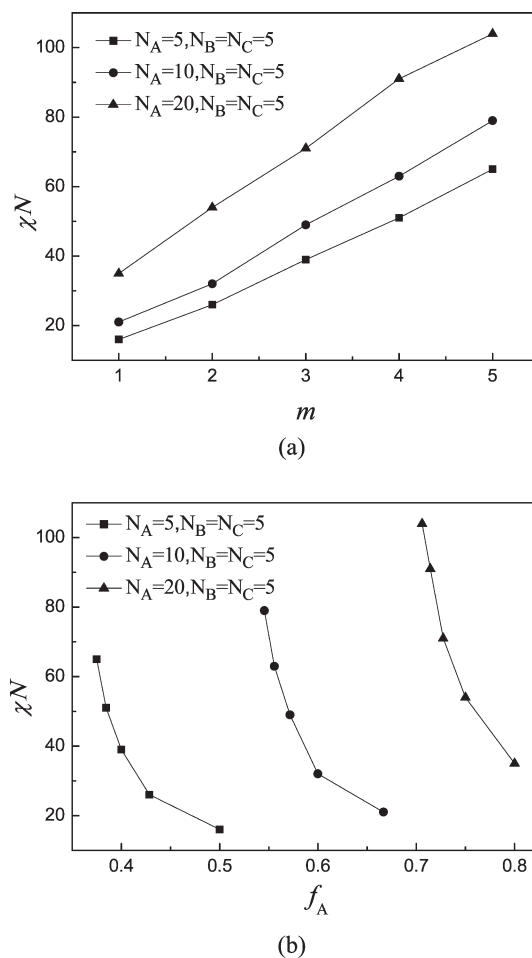 100
80
60
40
20
χN
N_A=5,N_B=N_C=5
N_A=10,N_B=N_C=5
N_A=20,N_B=N_C=5
1 2 3 4 5
m
(a)
100
80
60
40
20
χN
N_A=5,N_B=N_C=5
N_A=10,N_B=N_C=5
N_A=20,N_B=N_C=5
0.4 0.5 0.6 0.7 0.8
f_A
(b)